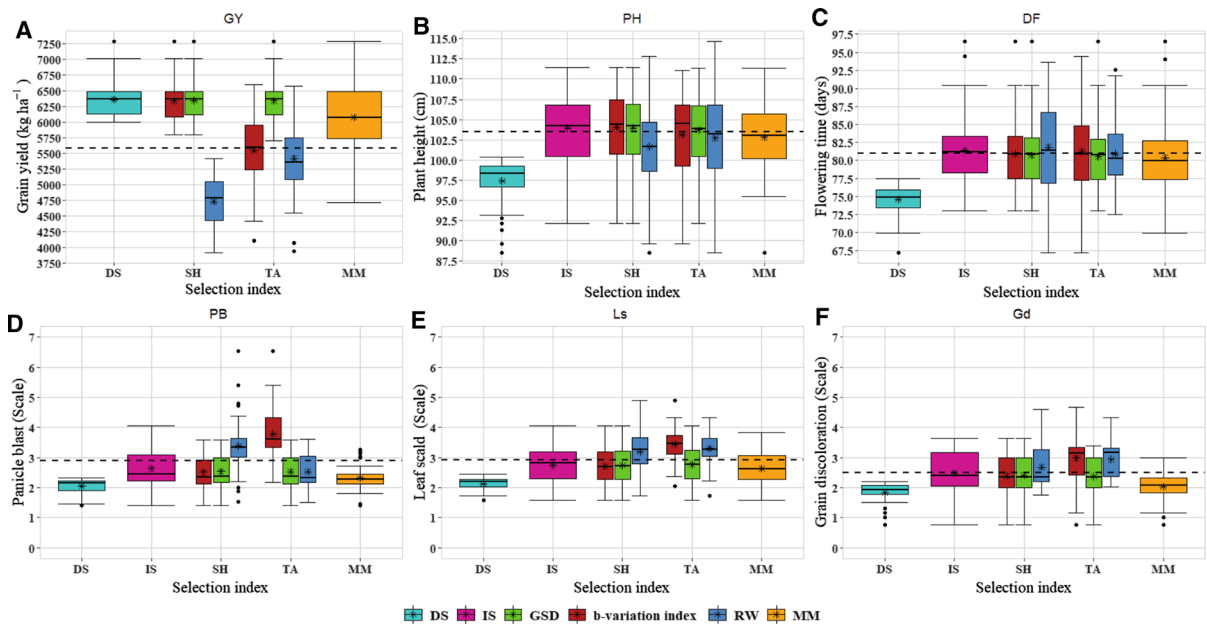 A
GY
Grain yield (kg ha⁻¹)
7250
7000
6750
6500
6250
6000
5750
5500
5250
5000
4750
4500
4250
4000
3750
DS SH TA MM
Selection index
B
PH
Plant height (cm)
115.0
112.5
110.0
107.5
105.0
102.5
100.0
97.5
95.0
92.5
90.0
87.5
DS IS SH TA MM
Selection index
C
DF
Flowering time (days)
97.5
95.0
92.5
90.0
87.5
85.0
82.5
80.0
77.5
75.0
72.5
70.0
67.5
DS IS SH TA MM
Selection index
D
PB
Panicle blast (Scale)
7
6
5
4
3
2
1
0
DS IS SH TA MM
Selection index
E
Ls
Leaf scald (Scale)
7
6
5
4
3
2
1
0
DS IS SH TA MM
Selection index
F
Gd
Grain discoloration (Scale)
7
6
5
4
3
2
1
0
DS IS SH TA MM
Selection index
DS IS GSD b-variation index RW MM